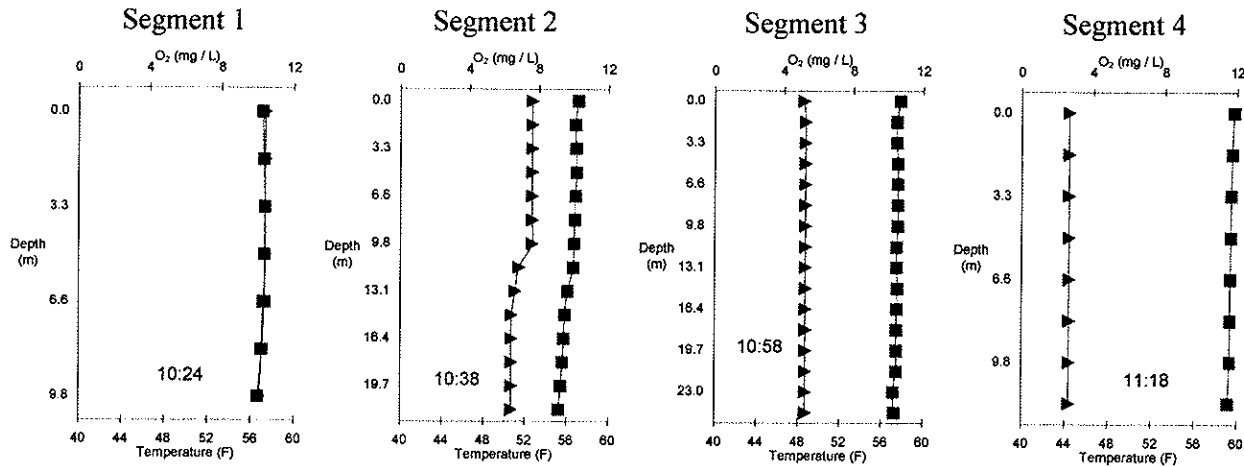 Segment 1
O₂ (mg / L)
0 4 8 12
0.0
3.3
Depth
(m)
6.6
9.8
10:24
40 44 48 52 56 60
Temperature (F)
Segment 2
O₂ (mg / L)
0 4 8 12
0.0
3.3
6.6
9.8
Depth
(m)
13.1
16.4
19.7
10:38
40 44 48 52 56 60
Temperature (F)
Segment 3
O₂ (mg / L)
0 4 8 12
0.0
3.3
6.6
9.8
Depth
(m)
13.1
16.4
19.7
23.0
10:58
40 44 48 52 56 60
Temperature (F)
Segment 4
O₂ (mg / L)
0 4 8 12
0.0
3.3
Depth
(m)
6.6
9.8
11:18
40 44 48 52 56 60
Temperature (F)